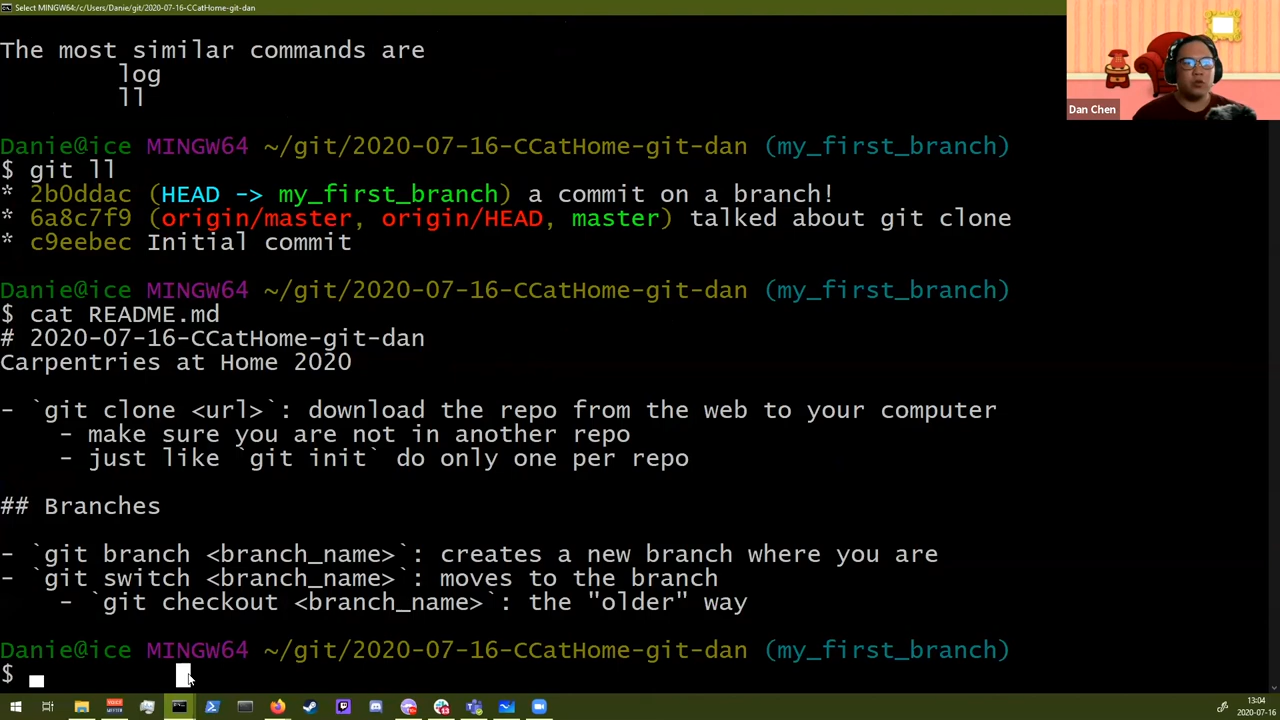 Select MINGW64:/c/Users/Danie/git/2020-07-16-CCatHome-git-dan
The most similar commands are
log
ll
Dan Chen
Danie@ice MINGW64 ~/git/2020-07-16-CCatHome-git-dan (my_first_branch)
$ git ll
* 2b0ddac (HEAD -> my_first_branch) a commit on a branch!
* 6a8c7f9 (origin/master, origin/HEAD, master) talked about git clone
* c9eebec Initial commit
Danie@ice MINGW64 ~/git/2020-07-16-CCatHome-git-dan (my_first_branch)
$ cat README.md
# 2020-07-16-CCatHome-git-dan
Carpentries at Home 2020
- `git clone <url>`: download the repo from the web to your computer
- make sure you are not in another repo
- just like `git init` do only one per repo
## Branches
- `git branch <branch_name>`: creates a new branch where you are
- `git switch <branch_name>`: moves to the branch
- `git checkout <branch_name>`: the "older" way
Danie@ice MINGW64 ~/git/2020-07-16-CCatHome-git-dan (my_first_branch)
$
13:04
2020-07-16